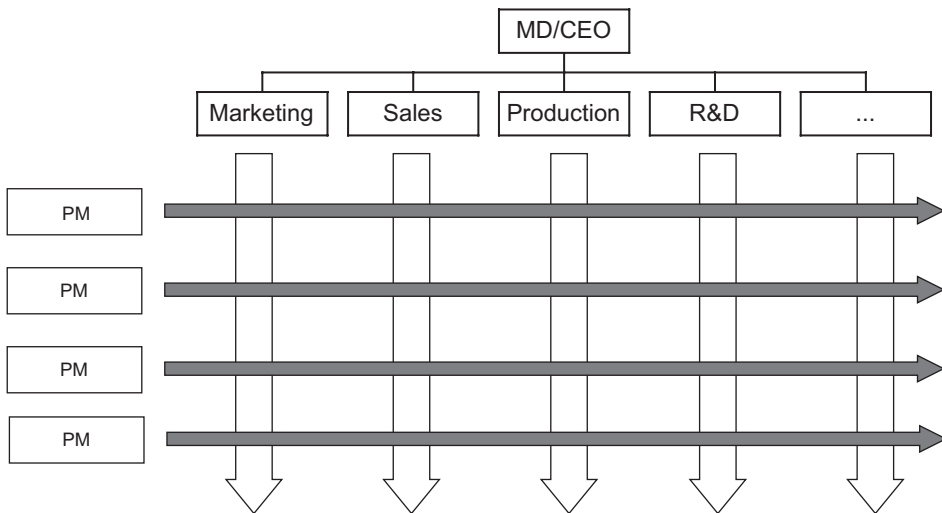 MD/CEO
Marketing
Sales
Production
R&D
...
PM
PM
PM
PM